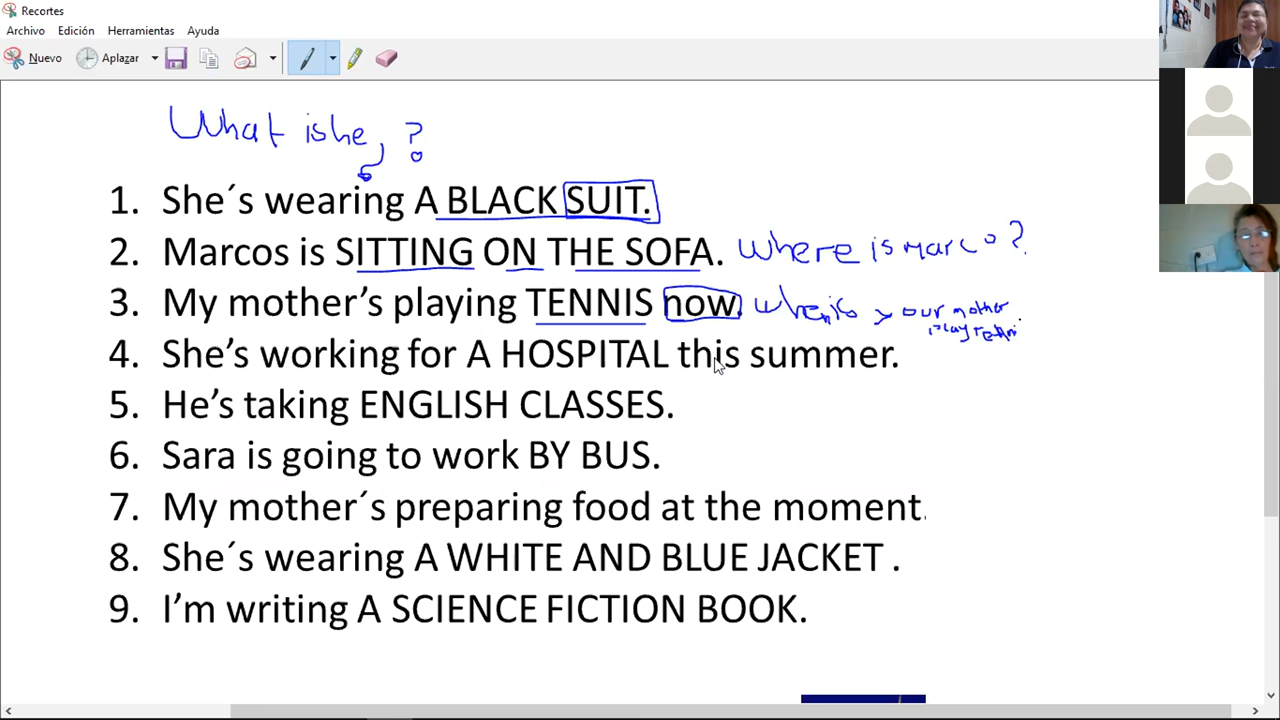 Recortes
Archivo Edición Herramientas Ayuda
Nuevo Aplazar
What is he, ?
1. She´s wearing A BLACK SUIT.
2. Marcos is SITTING ON THE SOFA. Where is Marco ?
3. My mother’s playing TENNIS now. When is your mother
play tenni
4. She’s working for A HOSPITAL this summer.
5. He’s taking ENGLISH CLASSES.
6. Sara is going to work BY BUS.
7. My mother´s preparing food at the moment.
8. She´s wearing A WHITE AND BLUE JACKET .
9. I’m writing A SCIENCE FICTION BOOK.